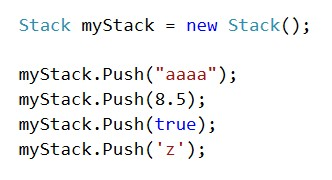 Stack myStack = new Stack();
myStack.Push("aaaa");
myStack.Push(8.5);
myStack.Push(true);
myStack.Push('z');